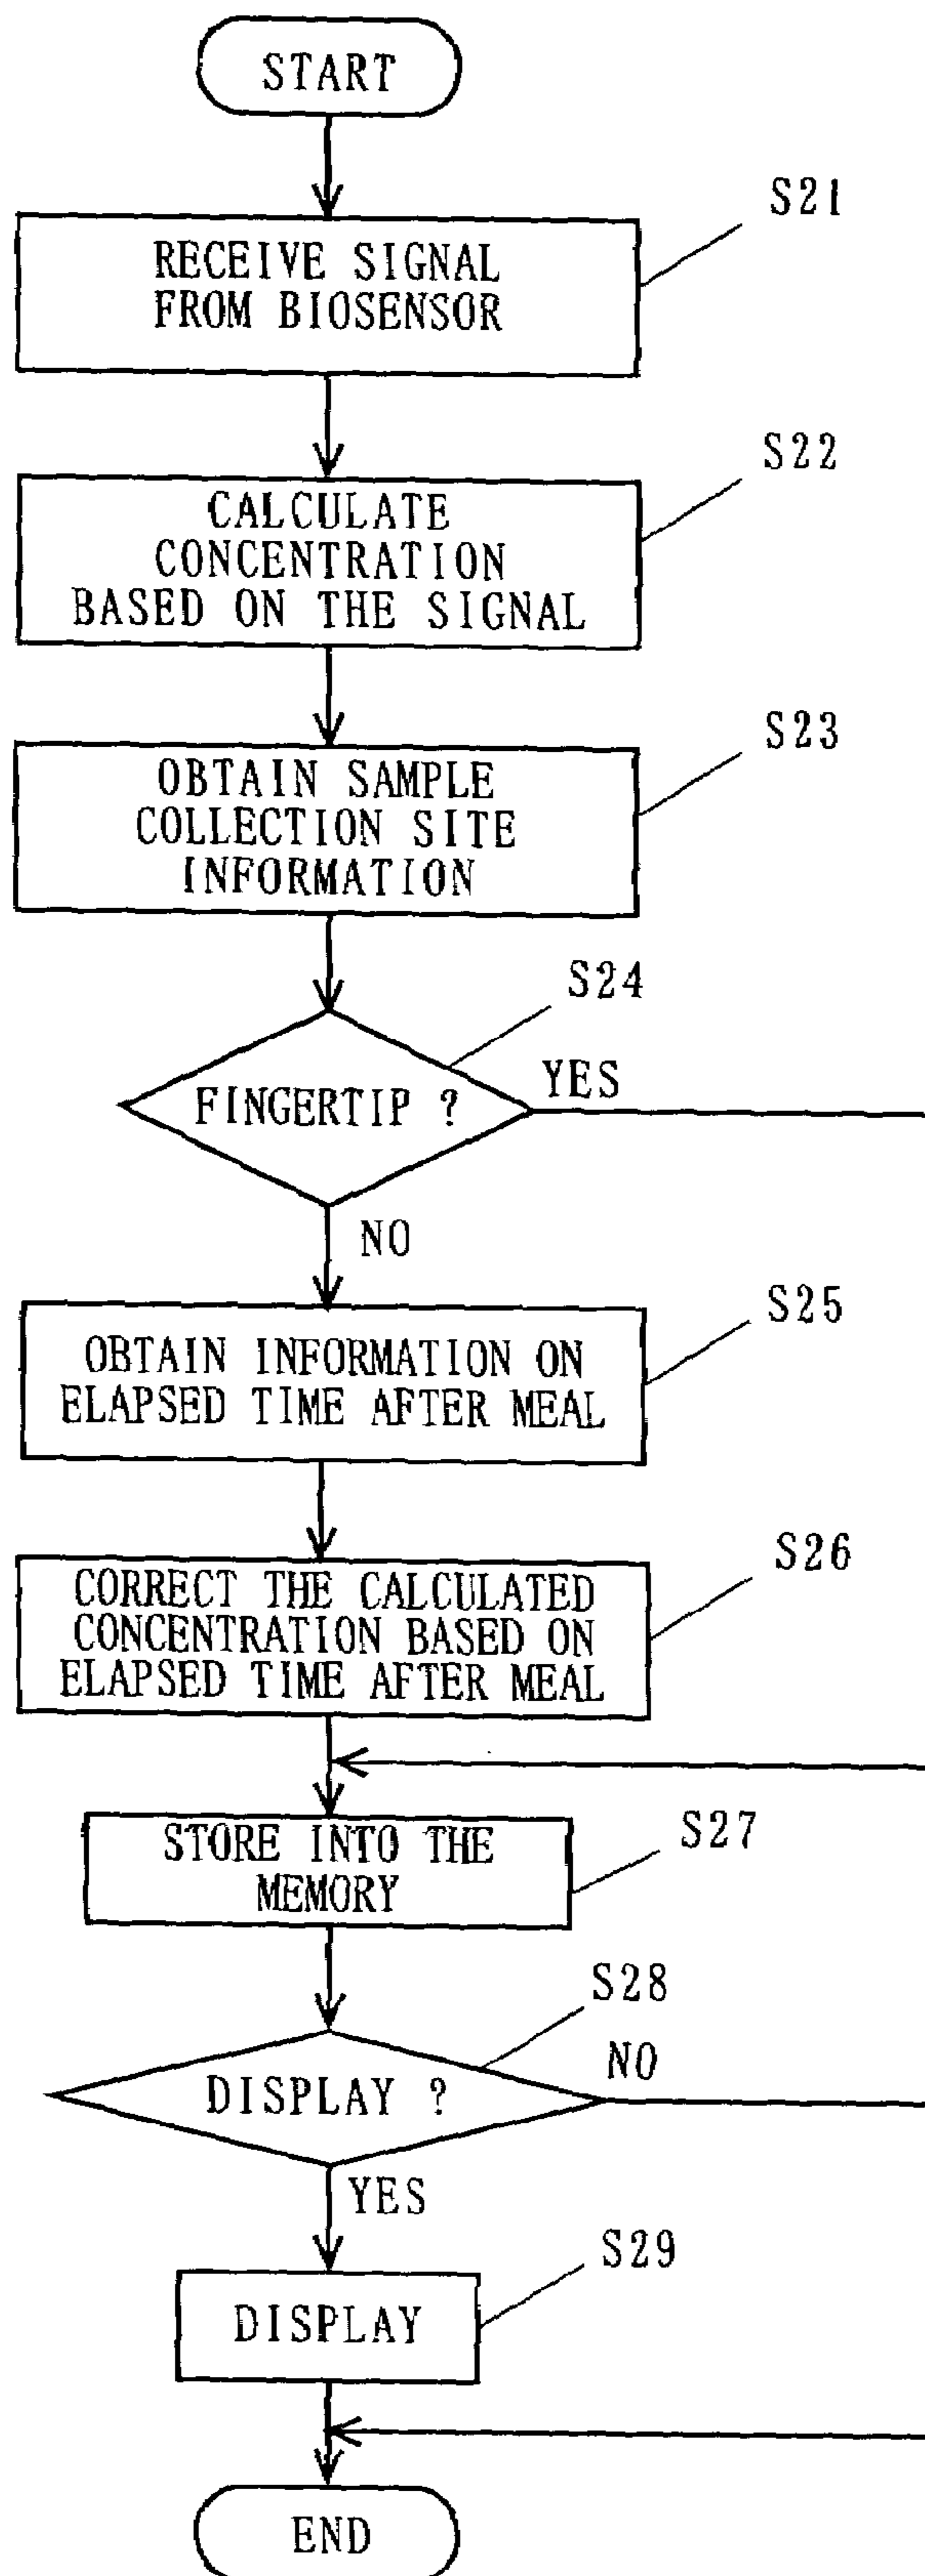 START
S21
RECEIVE SIGNAL
FROM BIOSENSOR
S22
CALCULATE
CONCENTRATION
BASED ON THE SIGNAL
S23
OBTAIN SAMPLE
COLLECTION SITE
INFORMATION
S24
FINGERTIP ?
YES
NO
S25
OBTAIN INFORMATION ON
ELAPSED TIME AFTER MEAL
S26
CORRECT THE CALCULATED
CONCENTRATION BASED ON
ELAPSED TIME AFTER MEAL
S27
STORE INTO THE
MEMORY
S28
DISPLAY ?
NO
YES
S29
DISPLAY
END